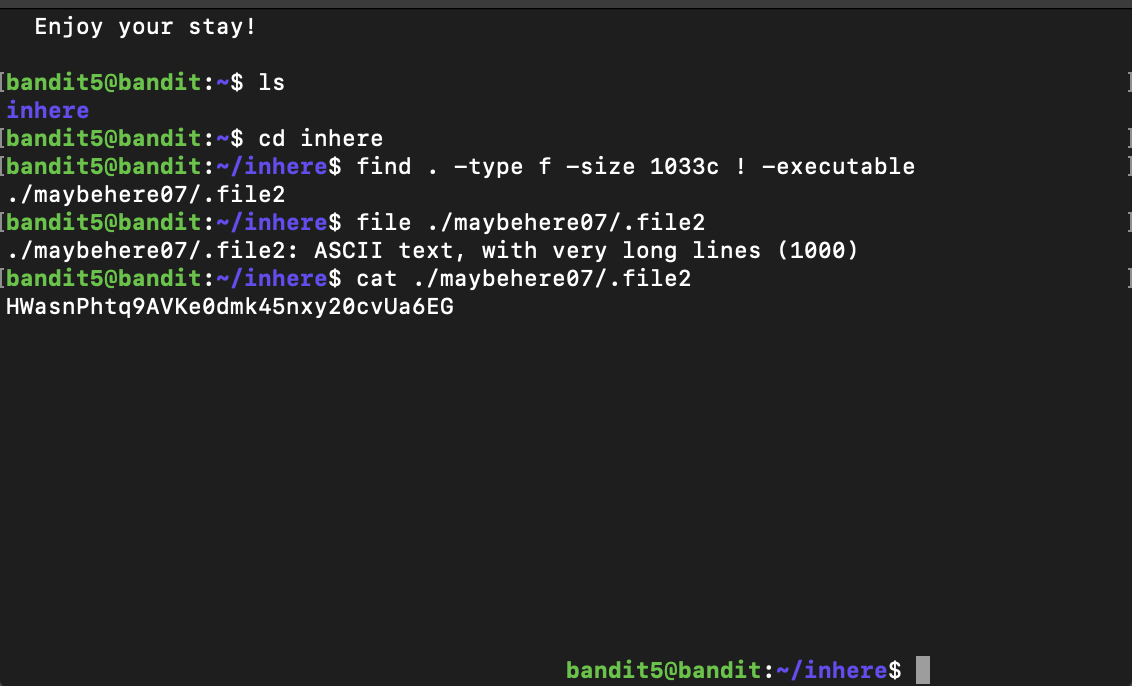 Enjoy your stay!
[bandit5@bandit:~$ ls ]
inhere
[bandit5@bandit:~$ cd inhere ]
[bandit5@bandit:~/inhere$ find . -type f -size 1033c ! -executable ]
./maybehere07/.file2
[bandit5@bandit:~/inhere$ file ./maybehere07/.file2 ]
./maybehere07/.file2: ASCII text, with very long lines (1000)
[bandit5@bandit:~/inhere$ cat ./maybehere07/.file2 ]
HWasnPhtq9AVKe0dmk45nxy20cvUa6EG
bandit5@bandit:~/inhere$